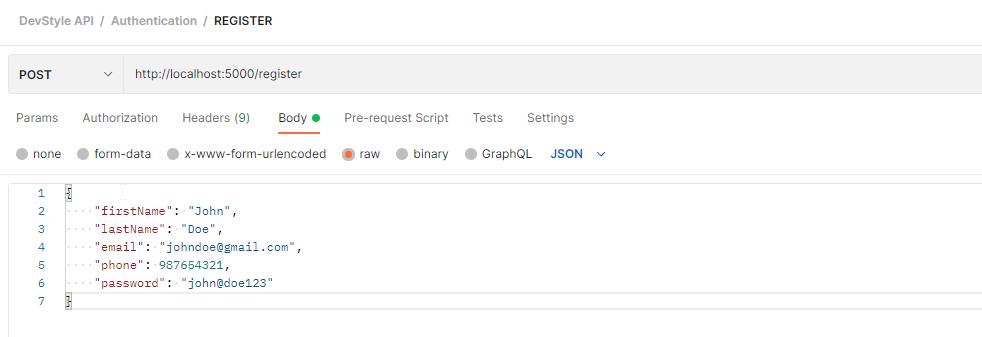 DevStyle API / Authentication / REGISTER
POST http://localhost:5000/register
Params Authorization Headers (9) Body Pre-request Script Tests Settings
none form-data x-www-form-urlencoded raw binary GraphQL JSON
1 {
2 "firstName": "John",
3 "lastName": "Doe",
4 "email": "johndoe@gmail.com",
5 "phone": 987654321,
6 "password": "john@doe123"
7 }